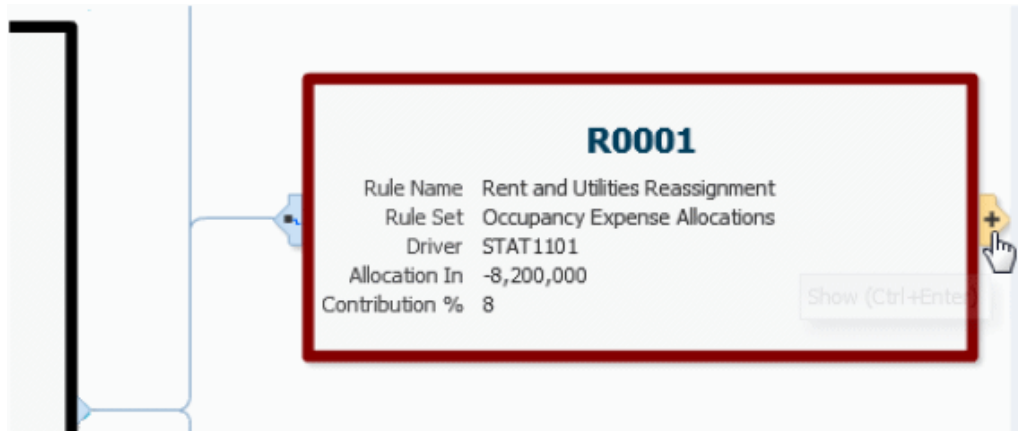 R0001
Rule Name Rent and Utilities Reassignment
Rule Set Occupancy Expense Allocations
Driver STAT1101
Allocation In -8,200,000
Contribution % 8
Show (Ctrl+Enter)